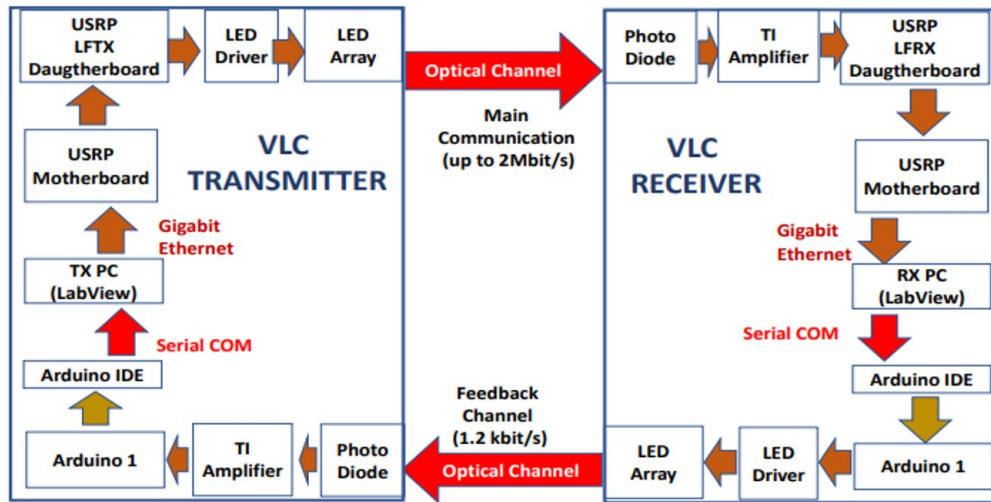 USRP
LFTX
Daugtherboard
LED
Driver
LED
Array
Optical Channel
Main
Communication
(up to 2Mbit/s)
USRP
Motherboard
VLC
TRANSMITTER
Gigabit
Ethernet
TX PC
(LabView)
Serial COM
Arduino IDE
Arduino 1
TI
Amplifier
Photo
Diode
Photo
Diode
TI
Amplifier
USRP
LFRX
Daugtherboard
VLC
RECEIVER
USRP
Motherboard
Gigabit
Ethernet
RX PC
(LabView)
Serial COM
Arduino IDE
Arduino 1
LED
Driver
LED
Array
Feedback
Channel
(1.2 kbit/s)
Optical Channel